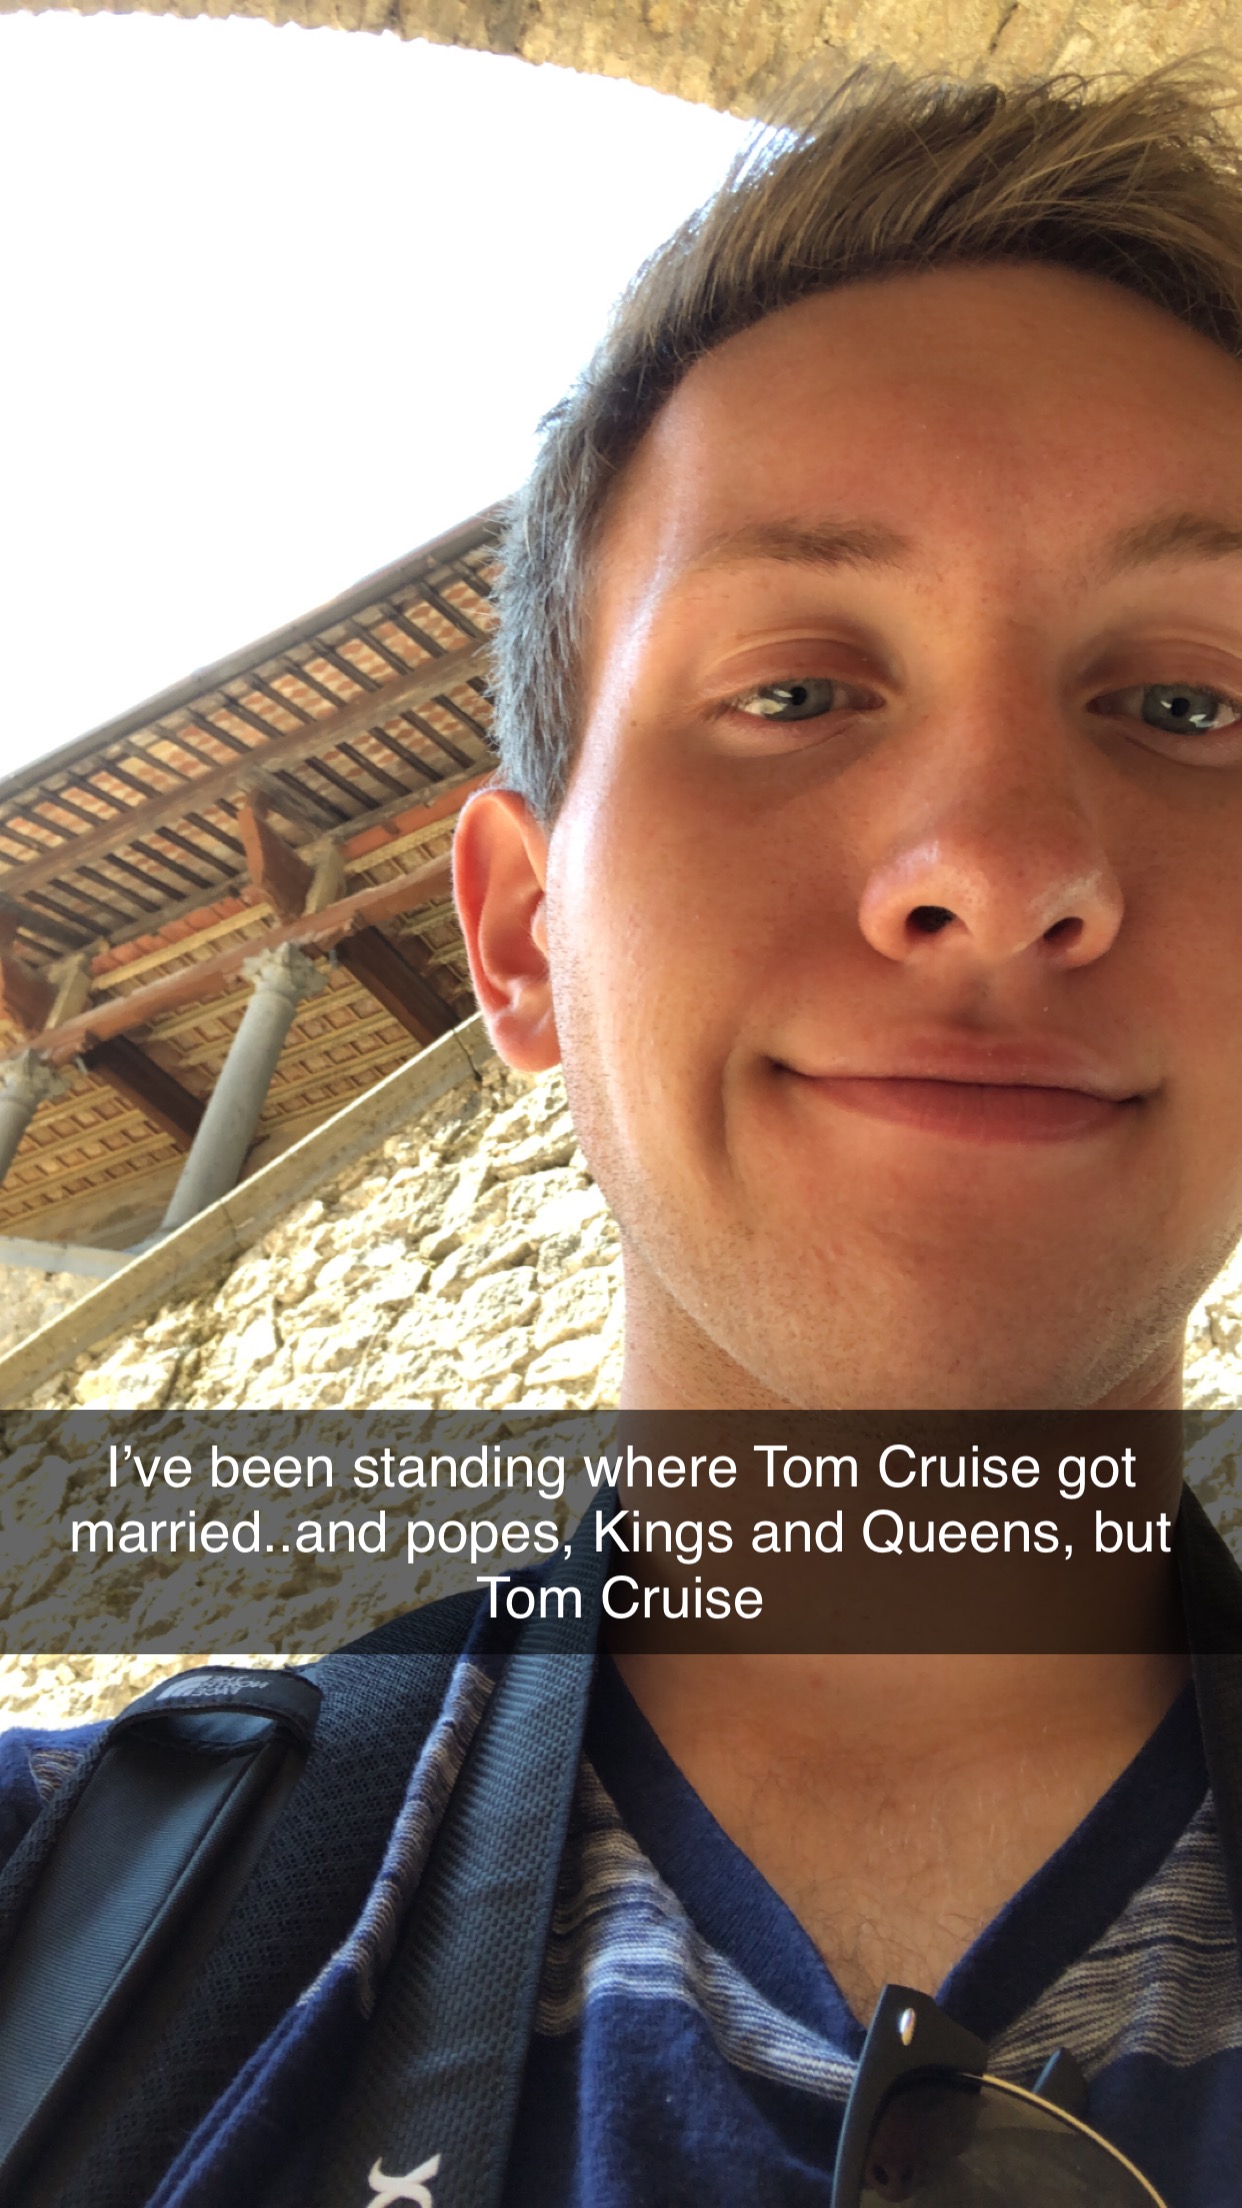 I've been standing where Tom Cruise got
married..and popes, Kings and Queens, but
Tom Cruise